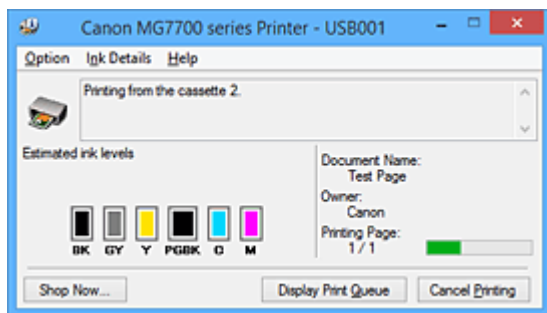 Canon MG7700 series Printer - USB001
Option Ink Details Help
Printing from the cassette 2.
Estimated ink levels
Document Name:
Test Page
Owner:
Canon
Printing Page:
1 / 1
BK GY Y PGBK C M
Shop Now... Display Print Queue Cancel Printing